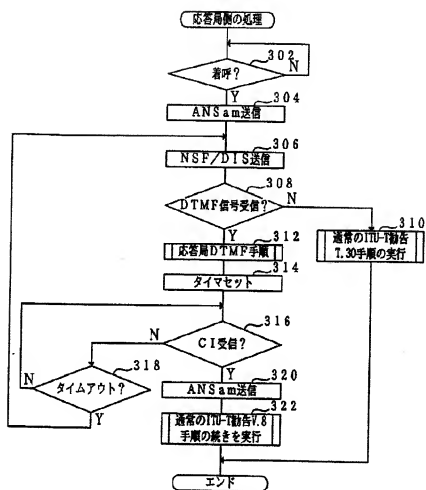 応答局側の処理
302
着呼?
N
Y
304
ANSam送信
306
NSF/DIS送信
308
DTMF信号受信?
N
Y
310
通常のITU-T勧告
T.30手順の実行
312
応答局DTMF手順
314
タイマセット
316
CI受信?
N
Y
318
タイムアウト?
N
Y
320
ANSam送信
322
通常のITU-T勧告V.8
手順の続きを実行
エンド